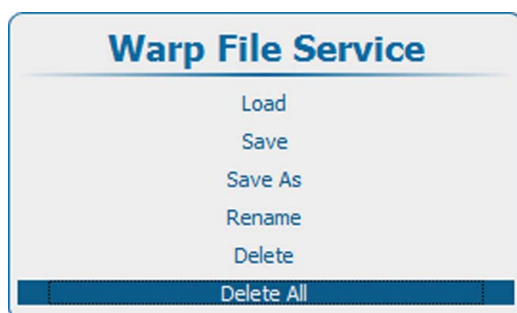 Warp File Service
Load
Save
Save As
Rename
Delete
Delete All